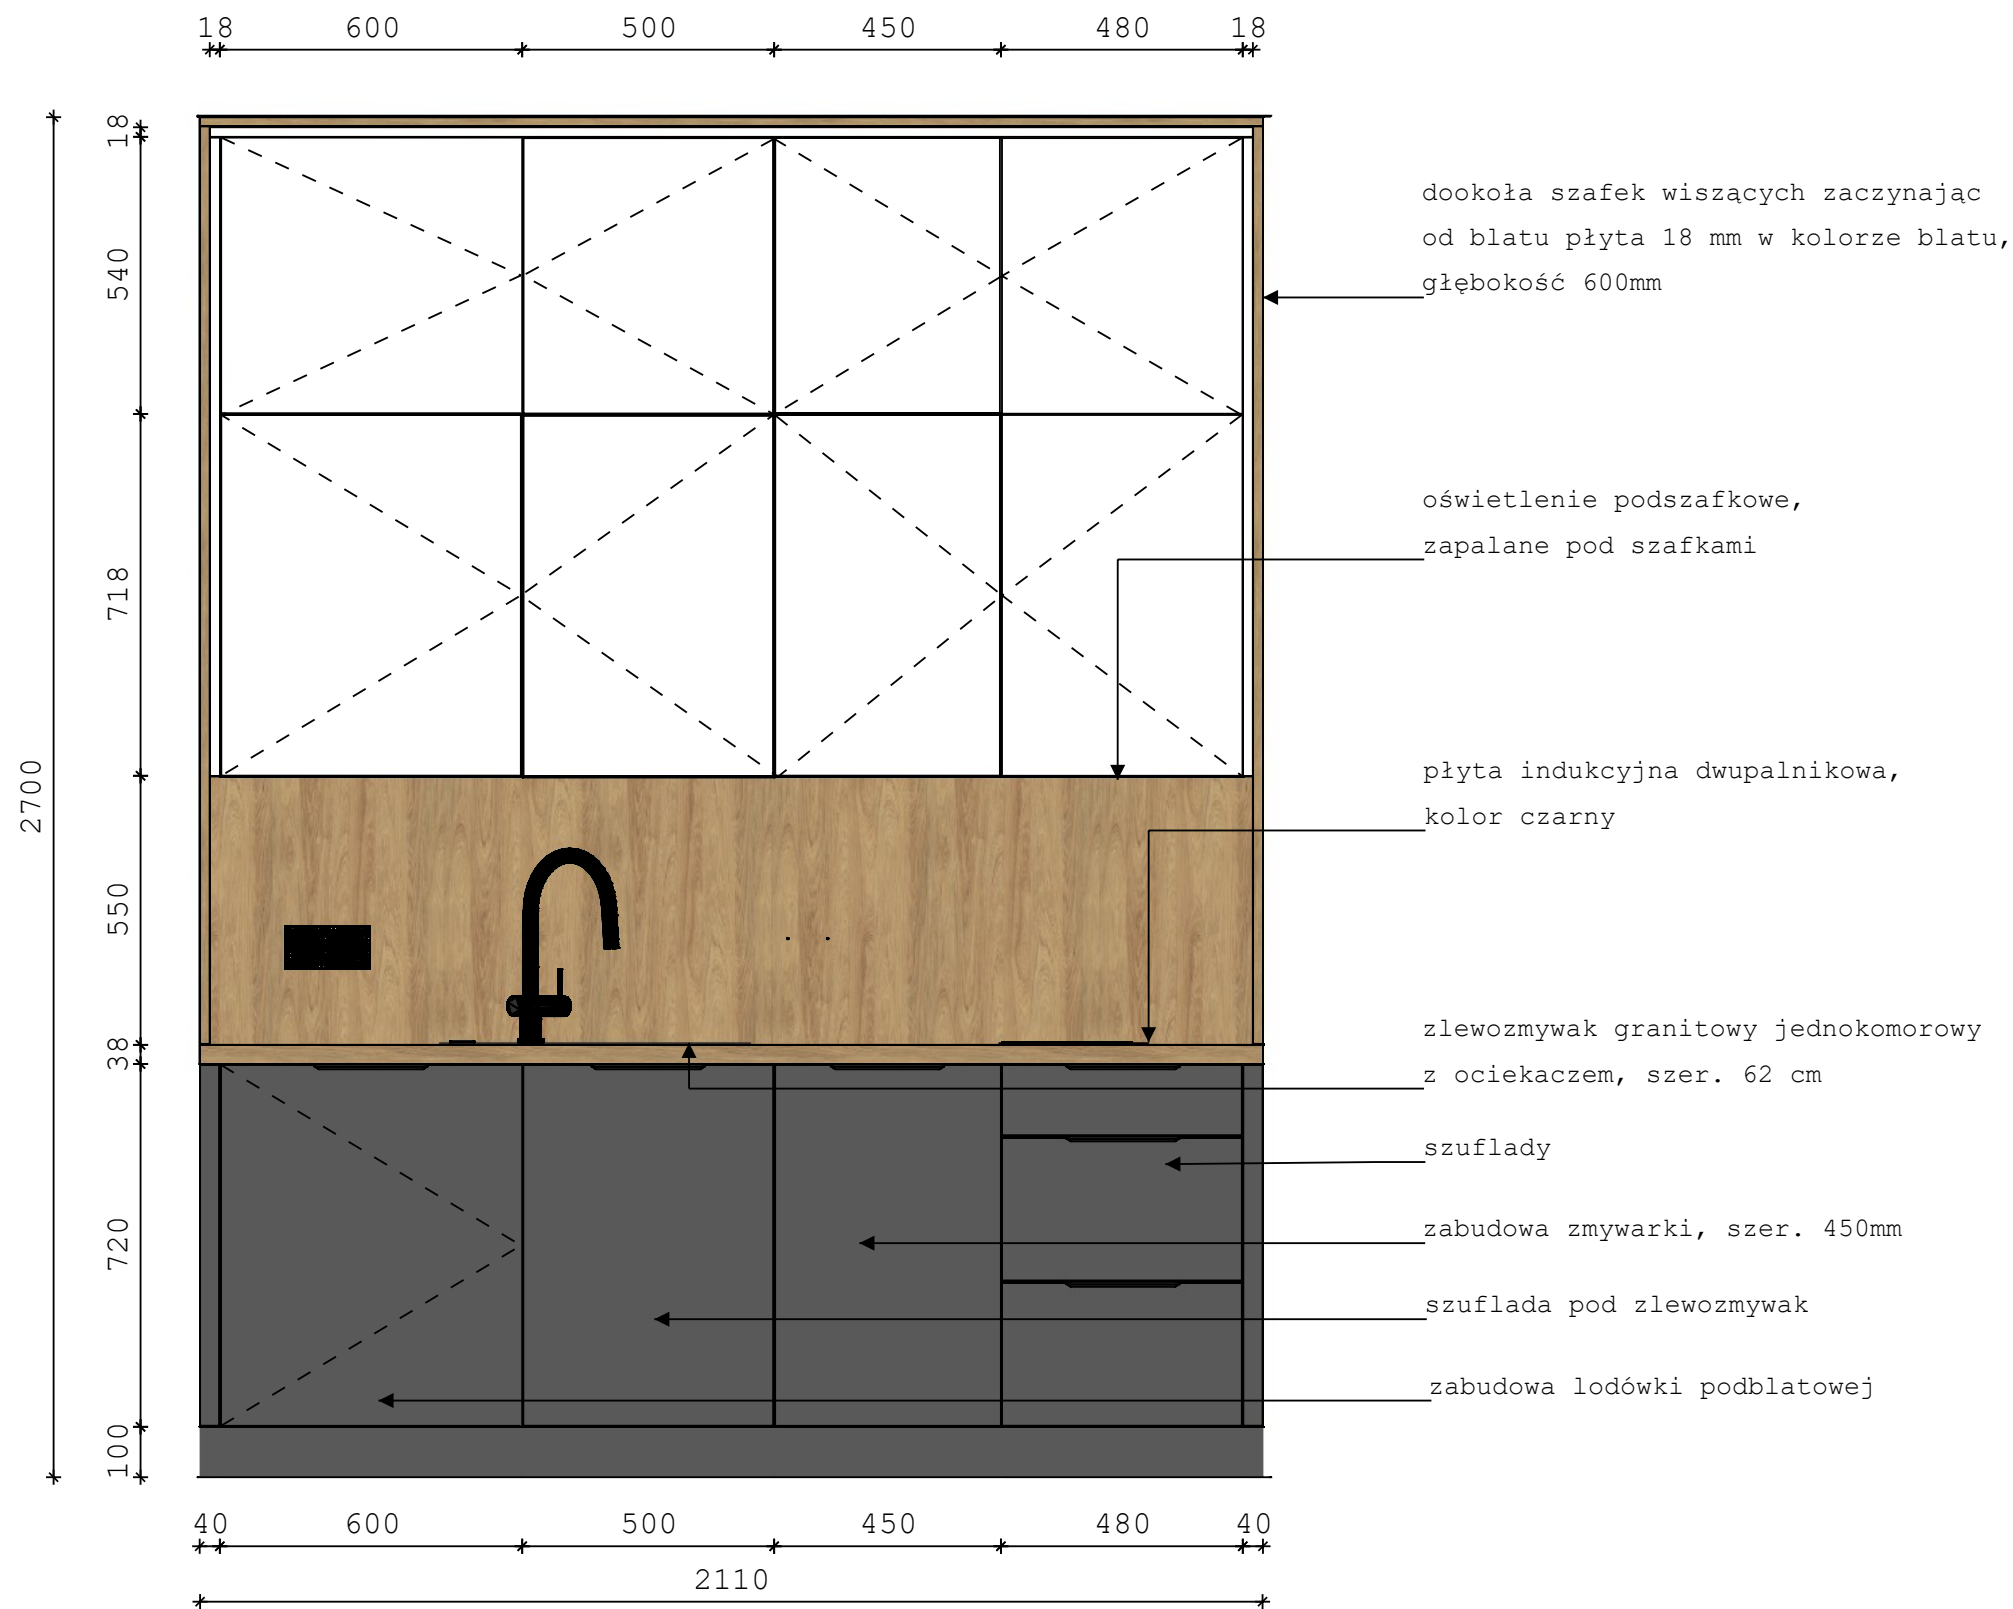 18 600 500 450 480 18
18
540
718
2700
550
38
720
100
dookoła szafek wiszących zaczynając
od blatu płyta 18 mm w kolorze blatu,
głębokość 600mm
oświetlenie podszafkowe,
zapalane pod szafkami
płyta indukcyjna dwupalnikowa,
kolor czarny
zlewozmywak granitowy jednokomorowy
z ociekaczem, szer. 62 cm
szuflady
zabudowa zmywarki, szer. 450mm
szuflada pod zlewozmywak
zabudowa lodówki podblatowej
40 600 500 450 480 40
2110